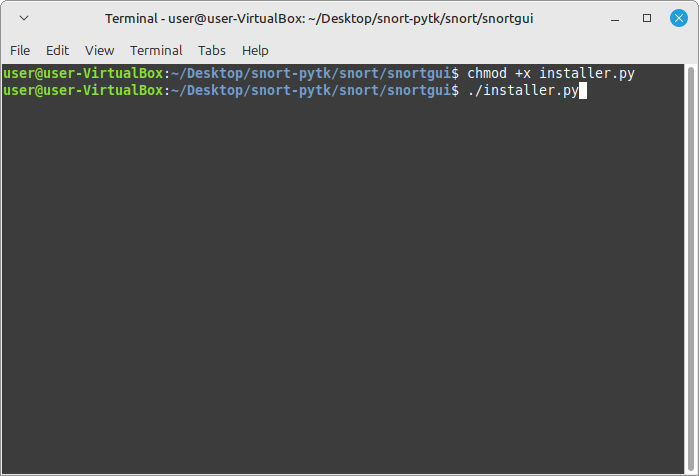 Terminal - user@user-VirtualBox: ~/Desktop/snort-pytk/snort/snortgui
File Edit View Terminal Tabs Help
user@user-VirtualBox:~/Desktop/snort-pytk/snort/snortgui$ chmod +x installer.py
user@user-VirtualBox:~/Desktop/snort-pytk/snort/snortgui$ ./installer.py